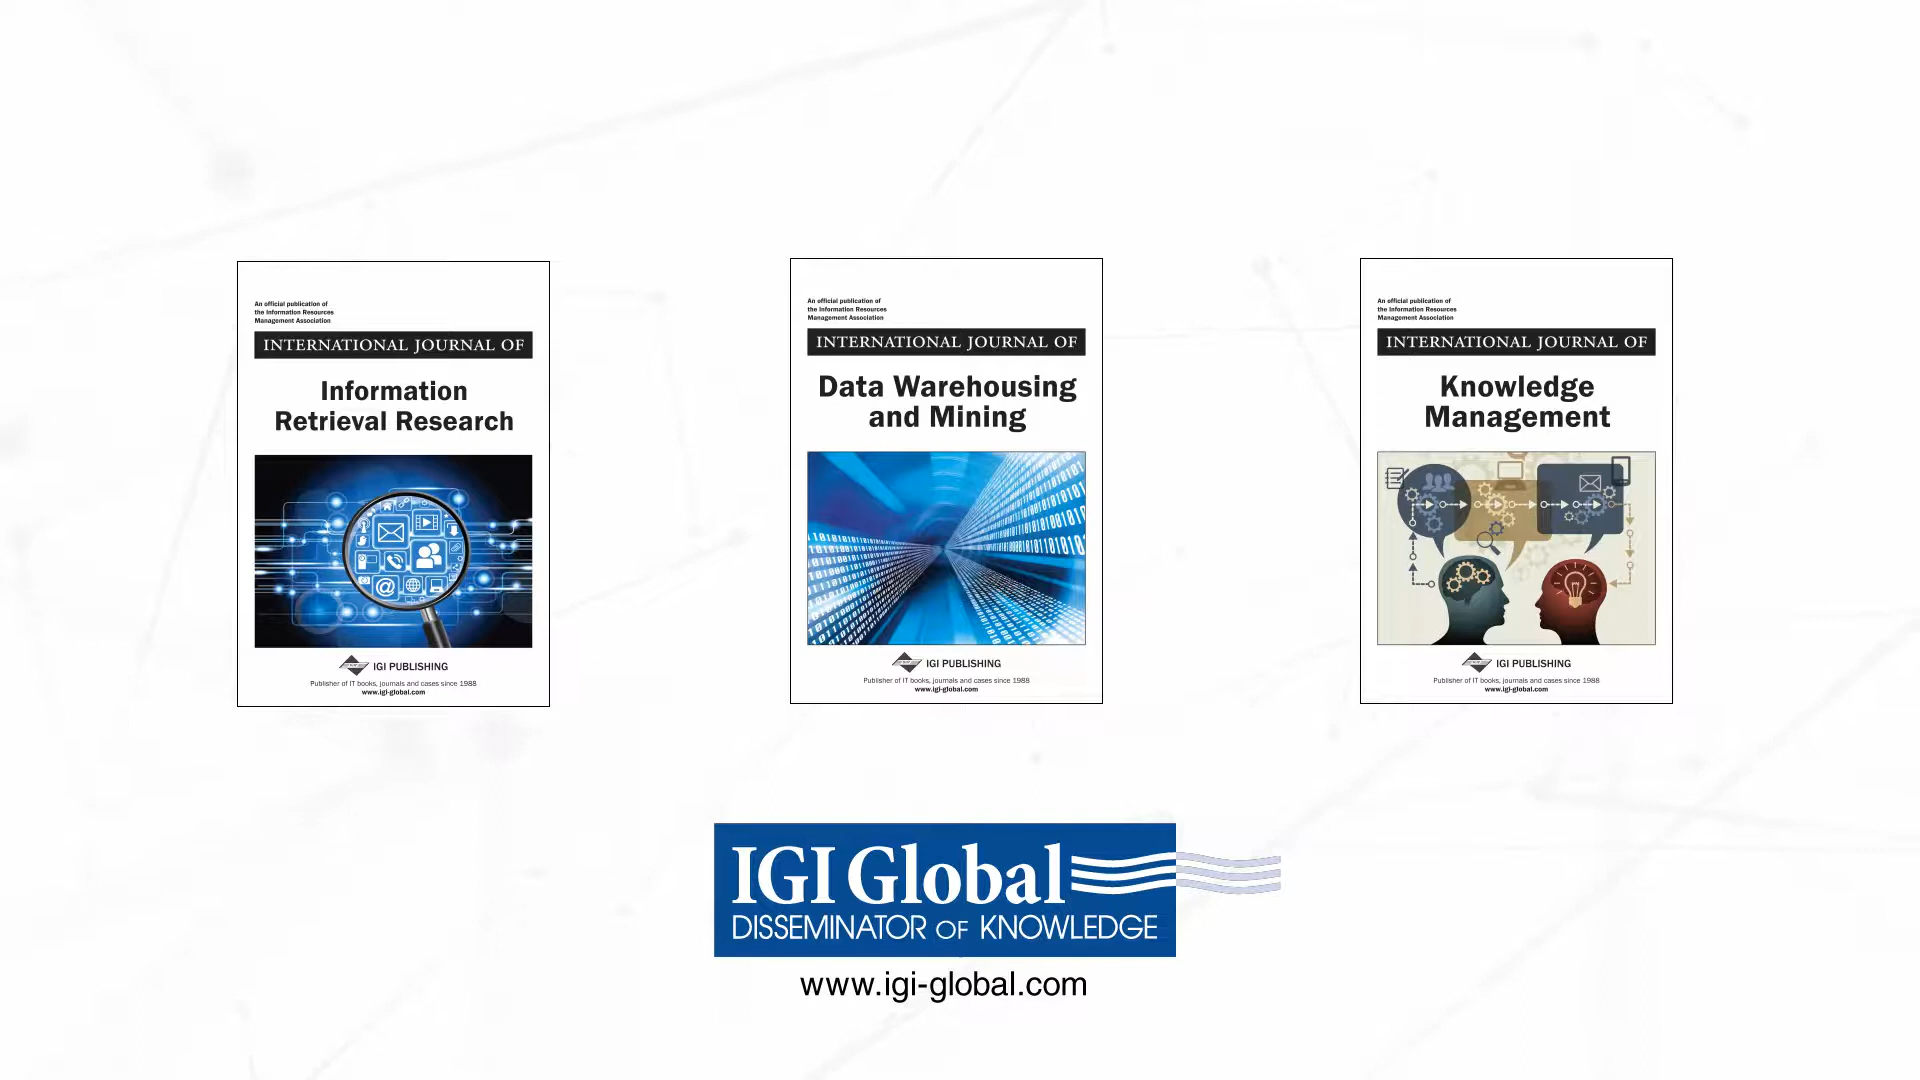 An official publication of
the Information Resources
Management Association
INTERNATIONAL JOURNAL OF
Information
Retrieval Research
IGI PUBLISHING
Publisher of IT books, journals and cases since 1988
www.igi-global.com
An official publication of
the Information Resources
Management Association
INTERNATIONAL JOURNAL OF
Data Warehousing
and Mining
IGI PUBLISHING
Publisher of IT books, journals and cases since 1988
www.igi-global.com
An official publication of
the Information Resources
Management Association
INTERNATIONAL JOURNAL OF
Knowledge
Management
IGI PUBLISHING
Publisher of IT books, journals and cases since 1988
www.igi-global.com
IGI Global
DISSEMINATOR OF KNOWLEDGE
www.igi-global.com